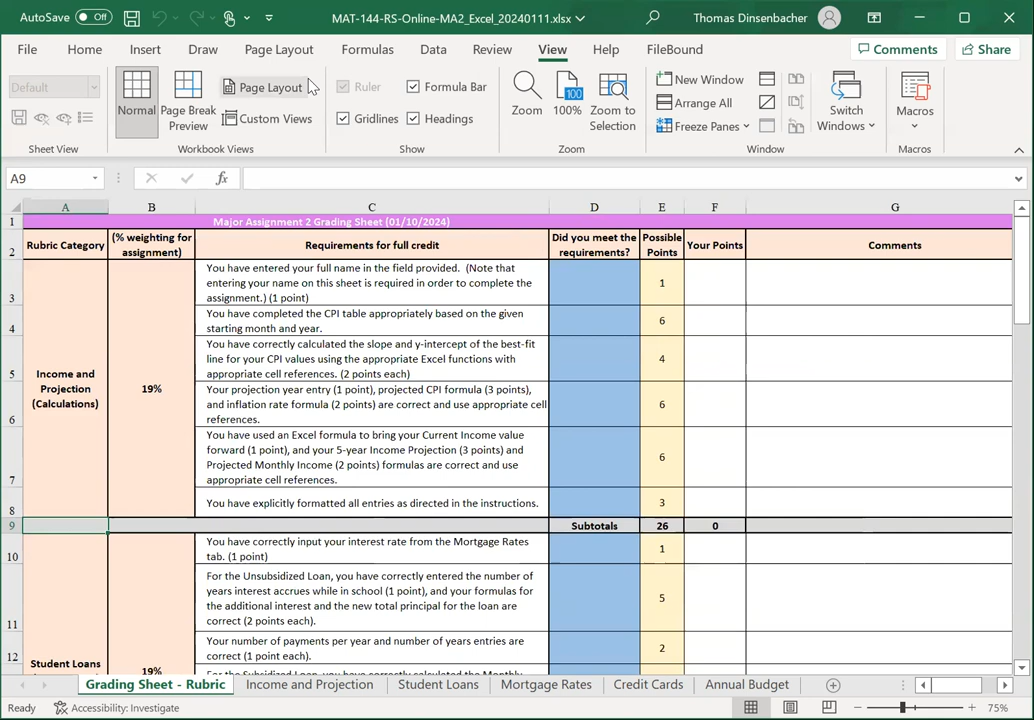 AutoSave Off MAT-144-RS-Online-MA2_Excel_20240111.xlsx Thomas Dinsenbacher
File Home Insert Draw Page Layout Formulas Data Review View Help FileBound Comments Share
Default Normal Page Break Preview Page Layout Custom Views Ruler Formula Bar Gridlines Headings Zoom 100% Zoom to Selection New Window Arrange All Freeze Panes Switch Windows Macros
Sheet View Workbook Views Show Zoom Window Macros
A9 fx
A B C D E F G
1 Major Assignment 2 Grading Sheet (01/10/2024)
2 Rubric Category (% weighting for assignment) Requirements for full credit Did you meet the requirements? Possible Points Your Points Comments
Income and Projection (Calculations) 19%
3 You have entered your full name in the field provided. (Note that
entering your name on this sheet is required in order to complete the
assignment.) (1 point) 1
4 You have completed the CPI table appropriately based on the given
starting month and year. 6
5 You have correctly calculated the slope and y-intercept of the best-fit
line for your CPI values using the appropriate Excel functions with
appropriate cell references. (2 points each) 4
6 Your projection year entry (1 point), projected CPI formula (3 points),
and inflation rate formula (2 points) are correct and use appropriate cell
references. 6
7 You have used an Excel formula to bring your Current Income value
forward (1 point), and your 5-year Income Projection (3 points) and
Projected Monthly Income (2 points) formulas are correct and use
appropriate cell references. 6
8 You have explicitly formatted all entries as directed in the instructions. 3
9 Subtotals 26 0
Student Loans 19%
10 You have correctly input your interest rate from the Mortgage Rates
tab. (1 point) 1
11 For the Unsubsidized Loan, you have correctly entered the number of
years interest accrues while in school (1 point), and your formulas for
the additional interest and the new total principal for the loan are
correct (2 points each). 5
12 Your number of payments per year and number of years entries are
correct (1 point each). 2
For the Subsidized Loan, you have correctly calculated the Monthly
Grading Sheet - Rubric Income and Projection Student Loans Mortgage Rates Credit Cards Annual Budget
Ready Accessibility: Investigate 75%